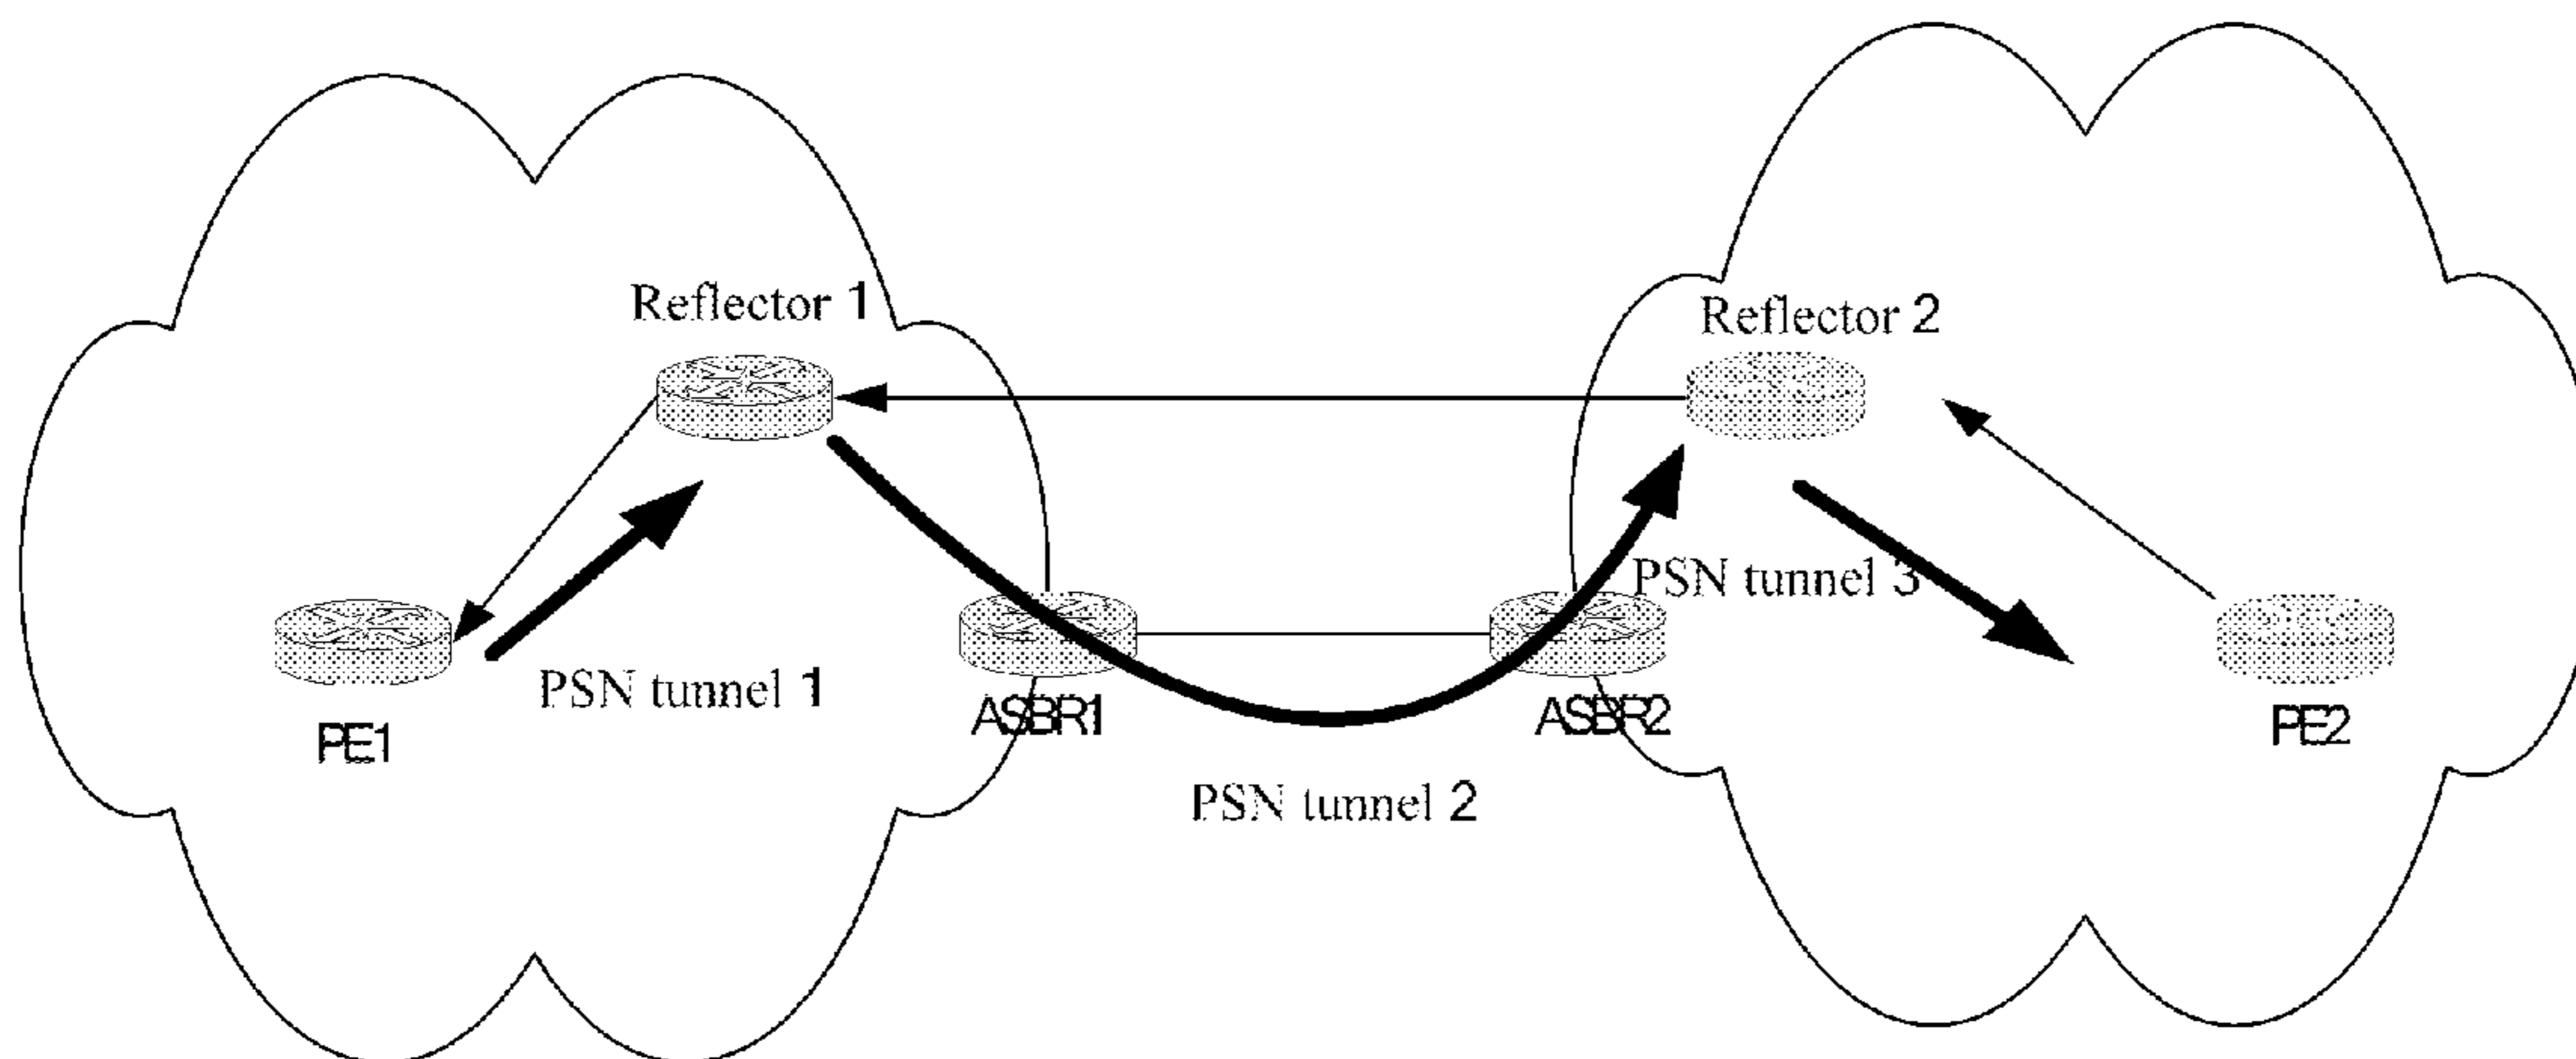 Reflector 1
Reflector 2
PSN tunnel 3
PSN tunnel 1
ASBR1
ASBR2
PE1
PE2
PSN tunnel 2